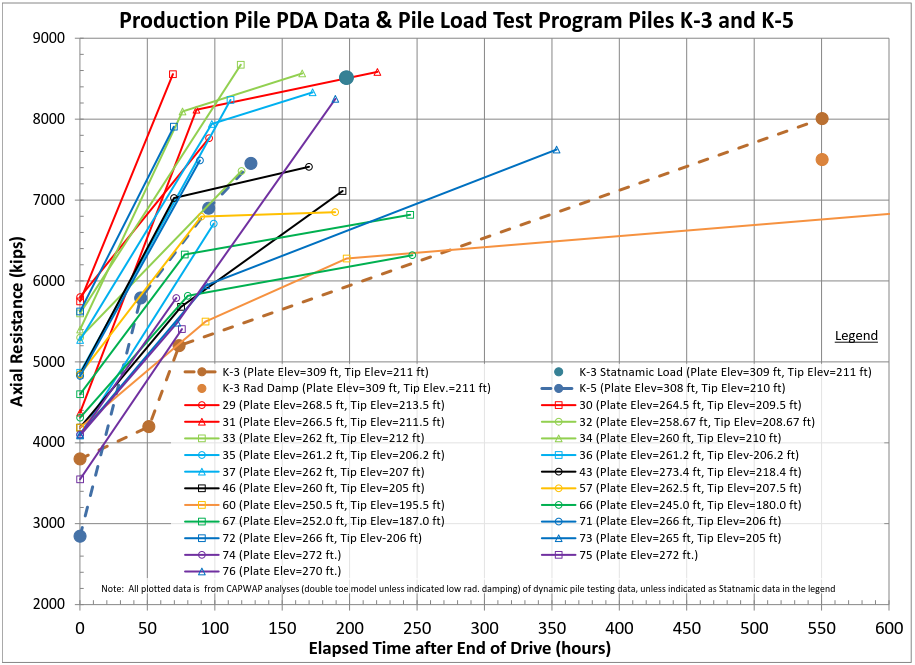 Production Pile PDA Data & Pile Load Test Program Piles K-3 and K-5
9000
8000
7000
6000
5000
4000
3000
2000
Axial Resistance (kips)
Legend
K-3 (Plate Elev=309 ft, Tip Elev=211 ft)
K-3 Statnamic Load (Plate Elev=309 ft, Tip Elev=211 ft)
K-3 Rad Damp (Plate Elev=309 ft, Tip Elev.=211 ft)
K-5 (Plate Elev=308 ft, Tip Elev=210 ft)
29 (Plate Elev=268.5 ft, Tip Elev=213.5 ft)
30 (Plate Elev=264.5 ft, Tip Elev=209.5 ft)
31 (Plate Elev=266.5 ft, Tip Elev=211.5 ft)
32 (Plate Elev=258.67 ft, Tip Elev=208.67 ft)
33 (Plate Elev=262 ft, Tip Elev=212 ft)
34 (Plate Elev=260 ft, Tip Elev=210 ft)
35 (Plate Elev=261.2 ft, Tip Elev=206.2 ft)
36 (Plate Elev=261.2 ft, Tip Elev-206.2 ft)
37 (Plate Elev=262 ft, Tip Elev=207 ft)
43 (Plate Elev=273.4 ft, Tip Elev=218.4 ft)
46 (Plate Elev=260 ft, Tip Elev=205 ft)
57 (Plate Elev=262.5 ft, Tip Elev=207.5 ft)
60 (Plate Elev=250.5 ft, Tip Elev=195.5 ft)
66 (Plate Elev=245.0 ft, Tip Elev=180.0 ft)
67 (Plate Elev=252.0 ft, Tip Elev=187.0 ft)
71 (Plate Elev=266 ft, Tip Elev=206 ft)
72 (Plate Elev=266 ft, Tip Elev-206 ft)
73 (Plate Elev=265 ft, Tip Elev=205 ft)
74 (Plate Elev=272 ft.)
75 (Plate Elev=272 ft.)
76 (Plate Elev=270 ft.)
Note: All plotted data is from CAPWAP analyses (double toe model unless indicated low rad. damping) of dynamic pile testing data, unless indicated as Statnamic data in the legend
0 50 100 150 200 250 300 350 400 450 500 550 600
Elapsed Time after End of Drive (hours)